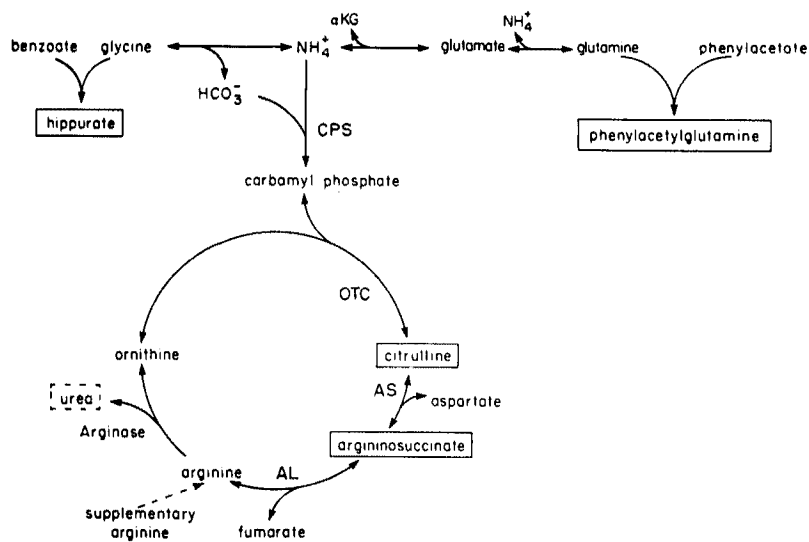 αKG
NH4+
benzoate glycine NH4+ glutamate glutamine phenylacetate
HCO3−
hippurate
CPS
phenylacetylglutamine
carbamyl phosphate
OTC
ornithine
citrulline
urea
AS
aspartate
Arginase
argininosuccinate
arginine
AL
supplementary
arginine
fumarate